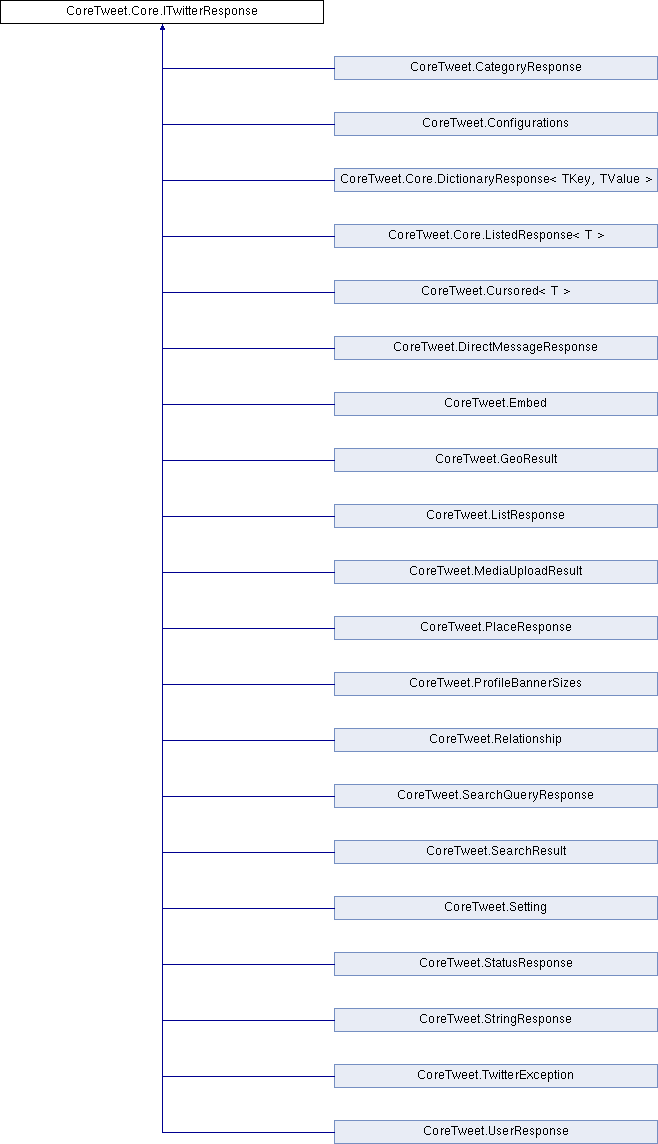 CoreTweet.Core.ITwitterResponse
CoreTweet.CategoryResponse
CoreTweet.Configurations
CoreTweet.Core.DictionaryResponse< TKey, TValue >
CoreTweet.Core.ListedResponse< T >
CoreTweet.Cursored< T >
CoreTweet.DirectMessageResponse
CoreTweet.Embed
CoreTweet.GeoResult
CoreTweet.ListResponse
CoreTweet.MediaUploadResult
CoreTweet.PlaceResponse
CoreTweet.ProfileBannerSizes
CoreTweet.Relationship
CoreTweet.SearchQueryResponse
CoreTweet.SearchResult
CoreTweet.Setting
CoreTweet.StatusResponse
CoreTweet.StringResponse
CoreTweet.TwitterException
CoreTweet.UserResponse